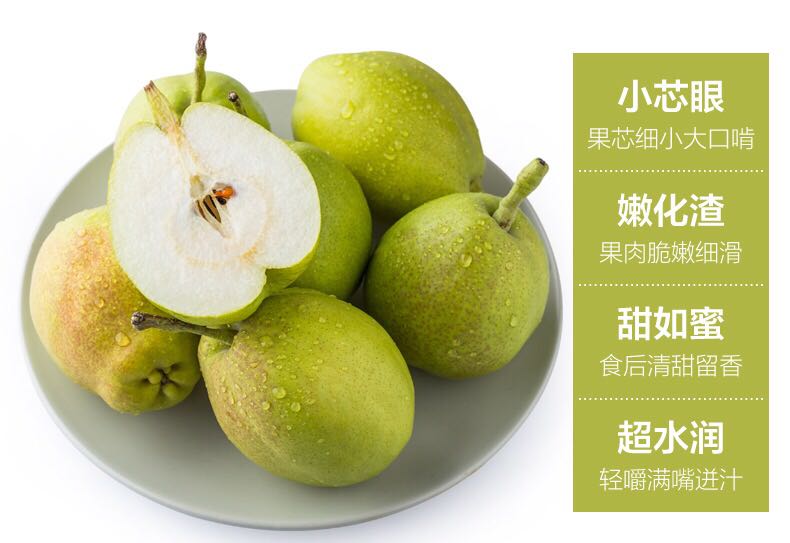 小芯眼
果芯细小大口啃
嫩化渣
果肉脆嫩细滑
甜如蜜
食后清甜留香
超水润
轻嚼满嘴迸汁